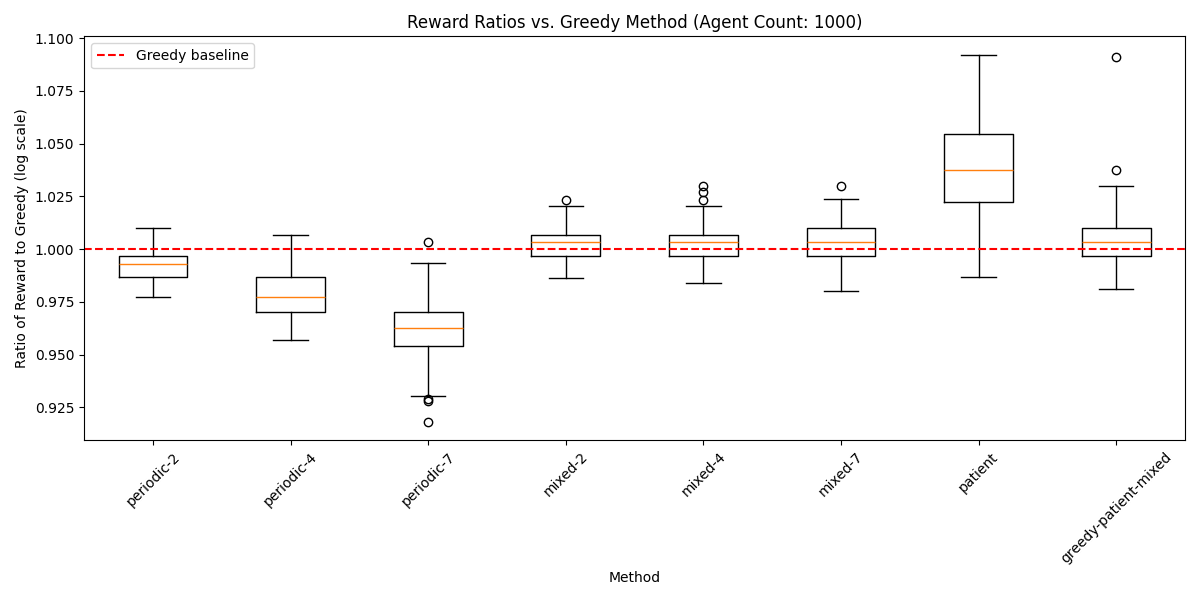 Reward Ratios vs. Greedy Method (Agent Count: 1000)
Ratio of Reward to Greedy (log scale)
1.100
1.075
1.050
1.025
1.000
0.975
0.950
0.925
Greedy baseline
periodic-2
periodic-4
periodic-7
mixed-2
mixed-4
mixed-7
patient
greedy-patient-mixed
Method